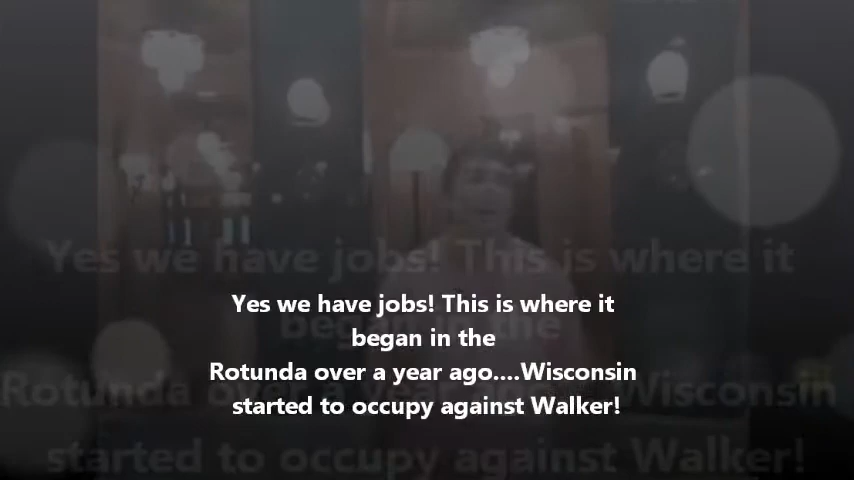 Yes we have jobs! This is where it
began in the
Rotunda over a year ago....Wisconsin
started to occupy against Walker!